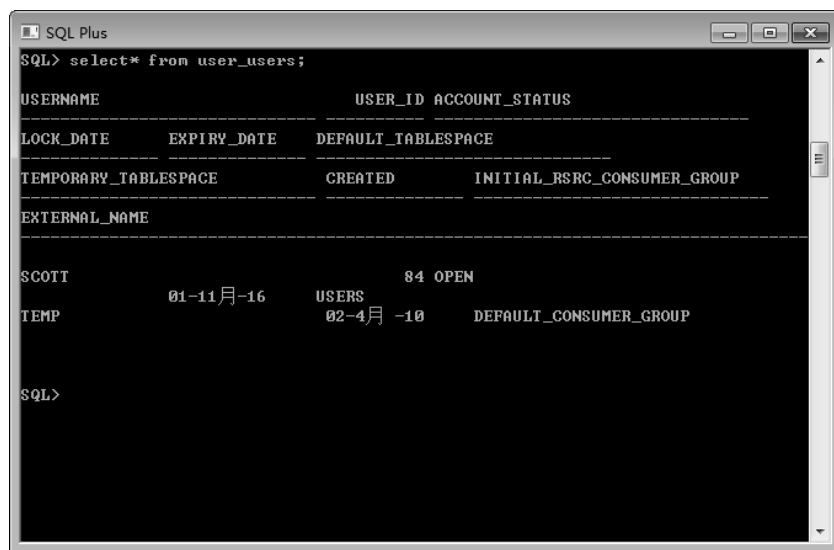 SQL Plus
SQL> select* from user_users;
USERNAME USER_ID ACCOUNT_STATUS
LOCK_DATE EXPIRY_DATE DEFAULT_TABLESPACE
TEMPORARY_TABLESPACE CREATED INITIAL_RSRC_CONSUMER_GROUP
EXTERNAL_NAME
SCOTT 84 OPEN
01-11月-16 USERS
TEMP 02-4月 -10 DEFAULT_CONSUMER_GROUP
SQL>